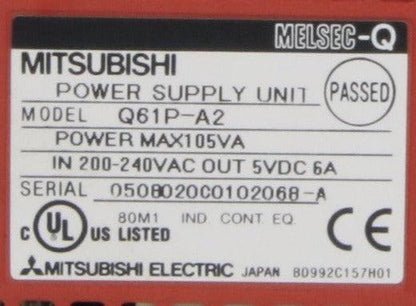 MELSEC-Q
MITSUBISHI
POWER SUPPLY UNIT PASSED
MODEL Q61P-A2
POWER MAX105VA
IN 200-240VAC OUT 5VDC 6A
SERIAL 0508020C0102068-A
80M1 IND. CONT. EQ.
C UL US LISTED CE
MITSUBISHI ELECTRIC JAPAN BD992C157H01